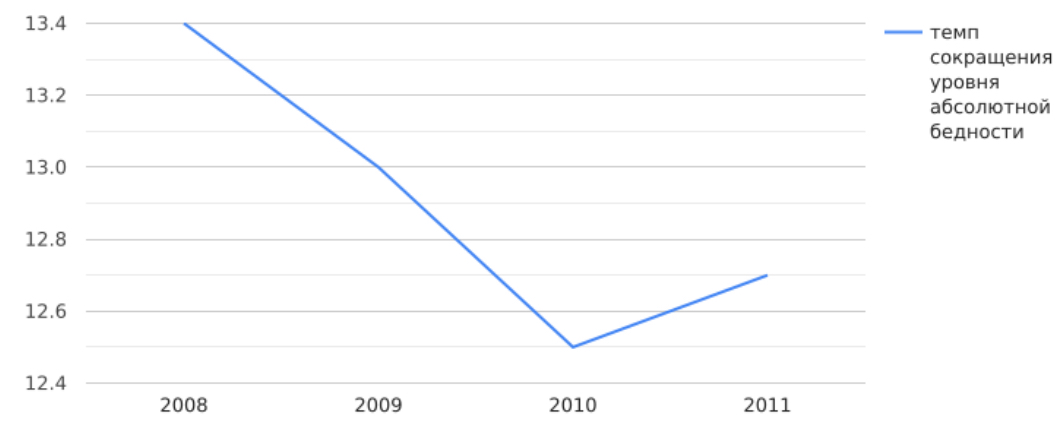 13.4
13.2
13.0
12.8
12.6
12.4
2008 2009 2010 2011
темп
сокращения
уровня
абсолютной
бедности